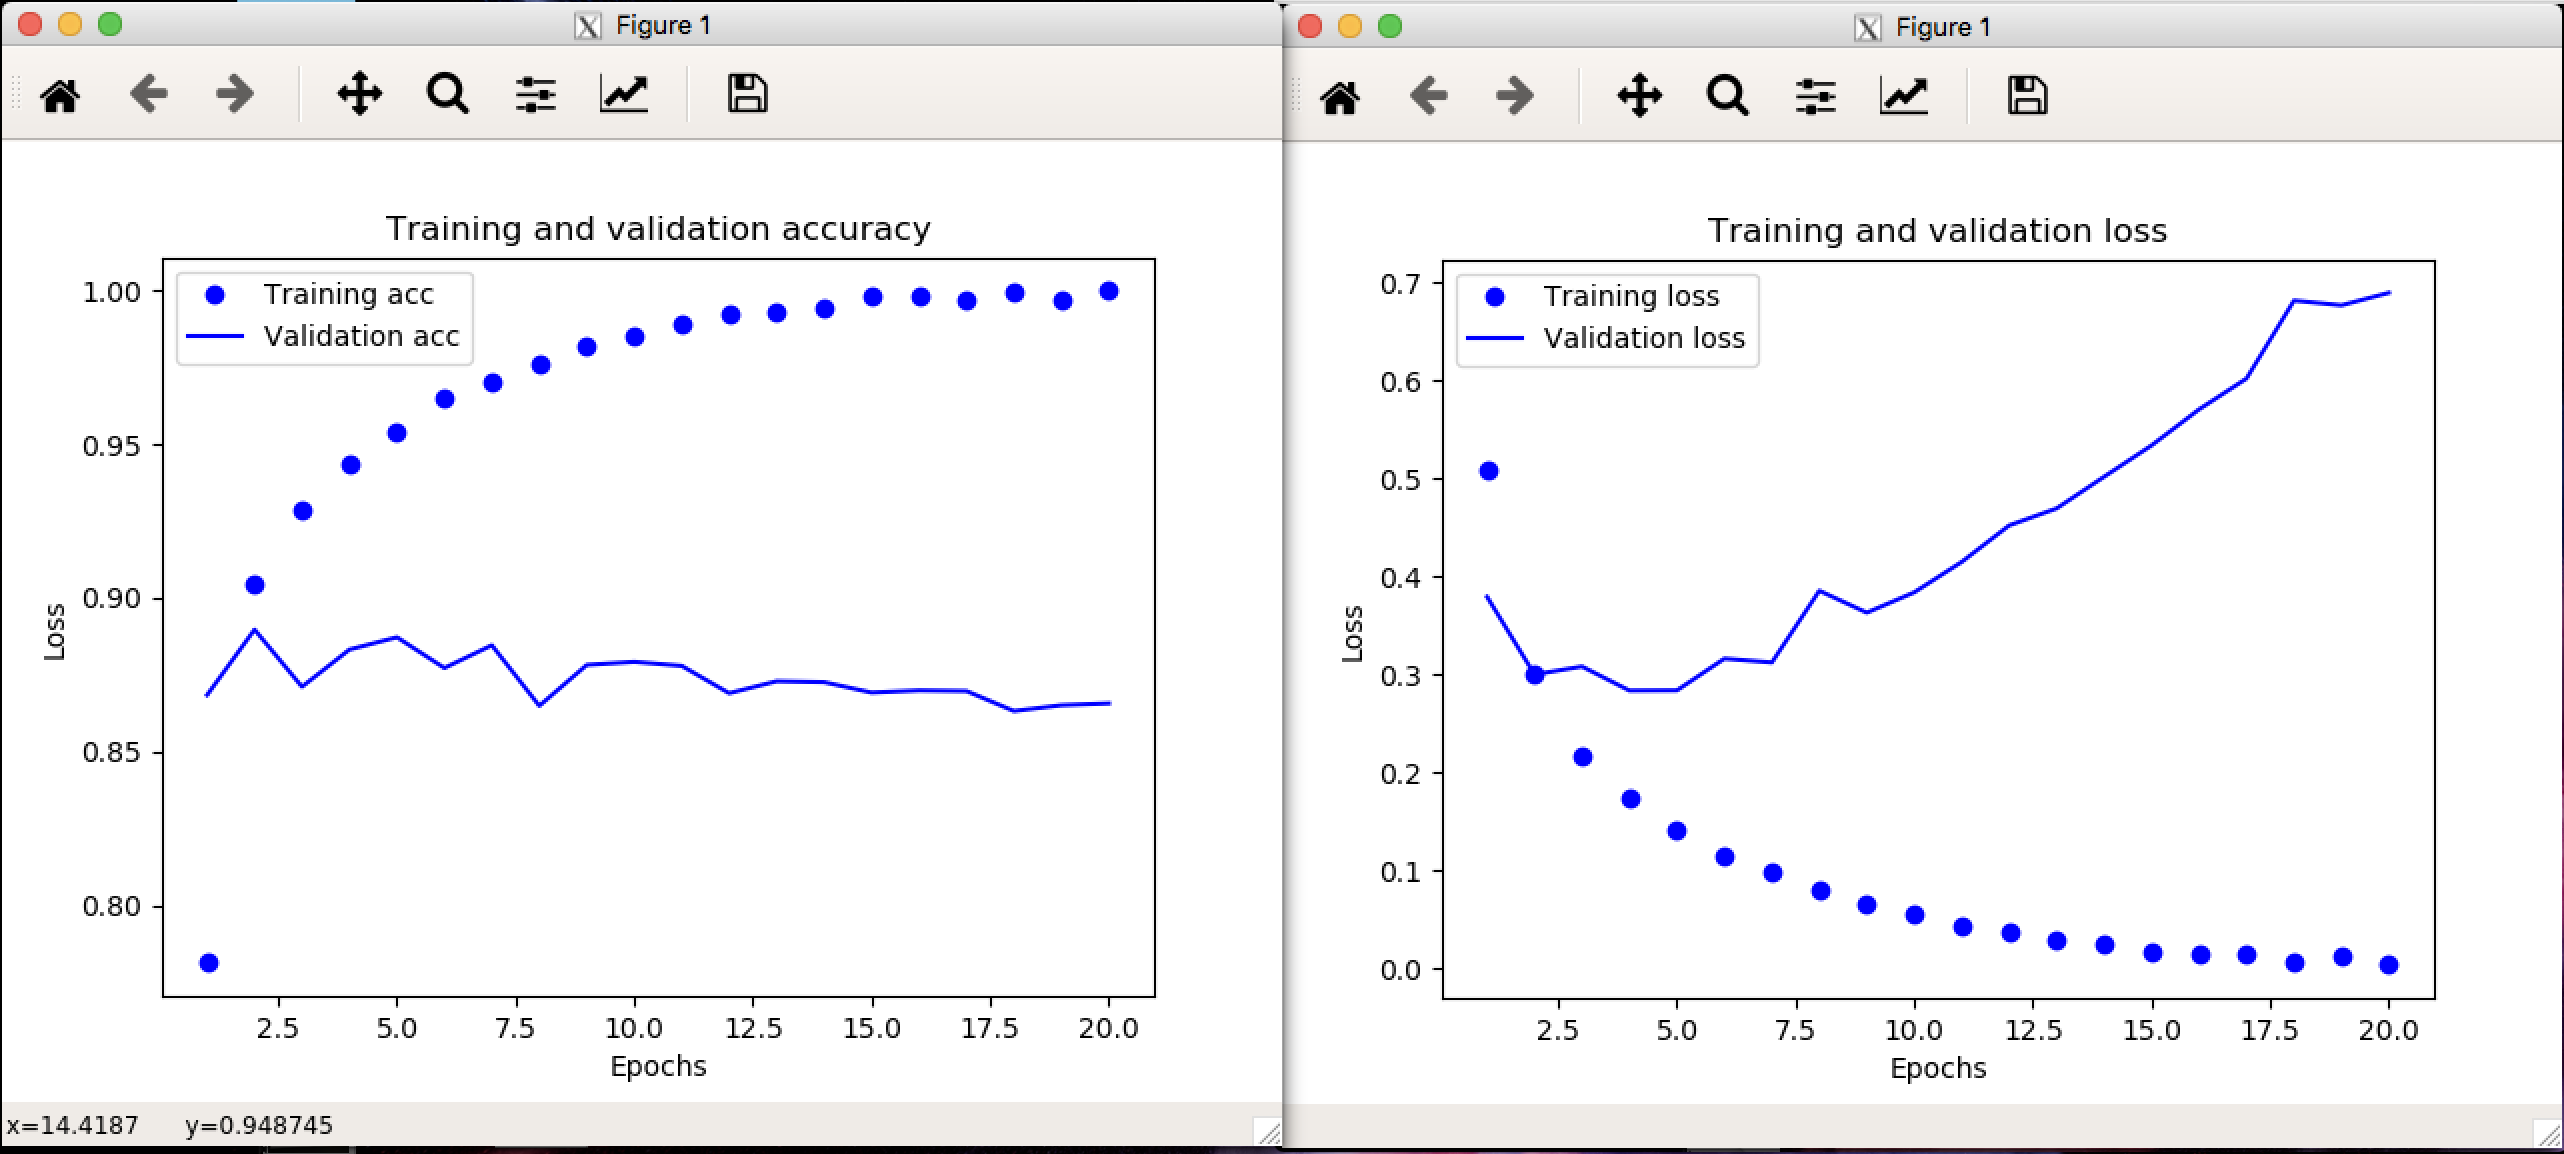 Figure 1
Training and validation accuracy
Training acc
Validation acc
1.00
0.95
0.90
0.85
0.80
Loss
2.5 5.0 7.5 10.0 12.5 15.0 17.5 20.0
Epochs
x=14.4187 y=0.948745
Figure 1
Training and validation loss
Training loss
Validation loss
0.7
0.6
0.5
0.4
0.3
0.2
0.1
0.0
Loss
2.5 5.0 7.5 10.0 12.5 15.0 17.5 20.0
Epochs